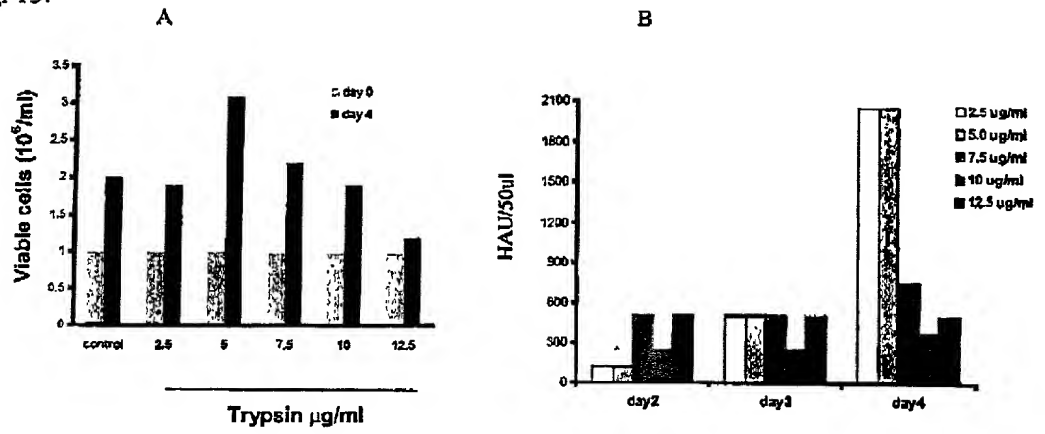 A
Viable cells (10⁶/ml)
3.5
3
2.5
2
1.5
1
0.5
0
day 0
day 4
control 2.5 5 7.5 10 12.5
Trypsin μg/ml
B
HAU/50ul
2100
1800
1500
1200
900
600
300
0
2.5 ug/ml
5.0 ug/ml
7.5 ug/ml
10 ug/ml
12.5 ug/ml
day2 day3 day4